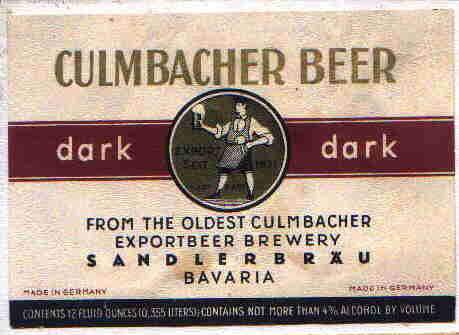 CULMBACHER BEER
dark dark
EXPORT
SEIT 1831
FROM THE OLDEST CULMBACHER
EXPORTBEER BREWERY
SANDLERBRÄU
BAVARIA
MADE IN GERMANY MADE IN GERMANY
CONTENTS 12 FLUID OUNCES (0,355 LITERS)·CONTAINS NOT MORE THAN 4% ALCOHOL BY VOLUME